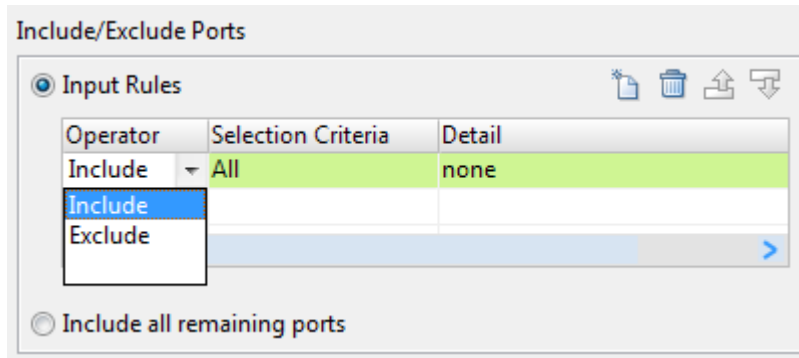 Include/Exclude Ports
Input Rules
Operator Selection Criteria Detail
Include All none
Include
Exclude
Include all remaining ports